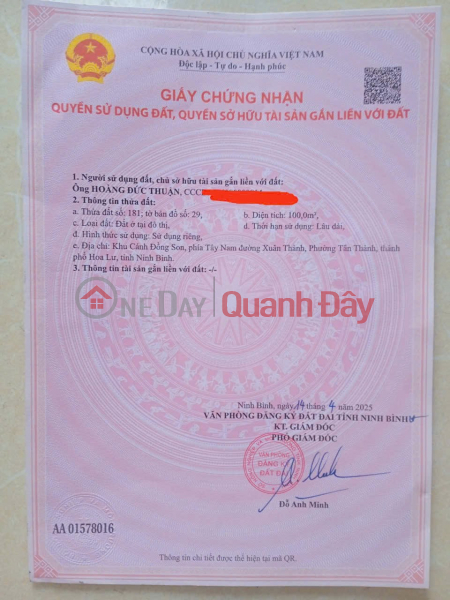 CỘNG HÒA XÃ HỘI CHỦ NGHĨA VIỆT NAM
Độc lập - Tự do - Hạnh phúc
GIẤY CHỨNG NHẬN
QUYỀN SỬ DỤNG ĐẤT, QUYỀN SỞ HỮU TÀI SẢN GẮN LIỀN VỚI ĐẤT
1. Người sử dụng đất, chủ sở hữu tài sản gắn liền với đất:
Ông HOÀNG ĐỨC THUẬN,
2. Thông tin thửa đất:
a. Thửa đất số: 181; tờ bản đồ số: 29, b. Diện tích: 100,0m²,
c. Loại đất: Đất ở tại đô thị, d. Thời hạn sử dụng: Lâu dài,
đ. Hình thức sử dụng: Sử dụng riêng,
e. Địa chỉ: Khu Cánh Đồng Son, phía Tây Nam đường Xuân Thành, Phường Tân Thành, thành
phố Hoa Lư, tỉnh Ninh Bình.
3. Thông tin tài sản gắn liền với đất: -/-
ONEDAY Quanh Đây
Ninh Bình, ngày 14 tháng 4 năm 2025
VĂN PHÒNG ĐĂNG KÝ ĐẤT ĐAI TỈNH NINH BÌNH
KT. GIÁM ĐỐC
PHÓ GIÁM ĐỐC
VĂN PHÒNG
ĐĂNG KÝ
ĐẤT ĐAI
Đỗ Anh Minh
AA 01578016
Thông tin chi tiết được thể hiện tại mã QR.